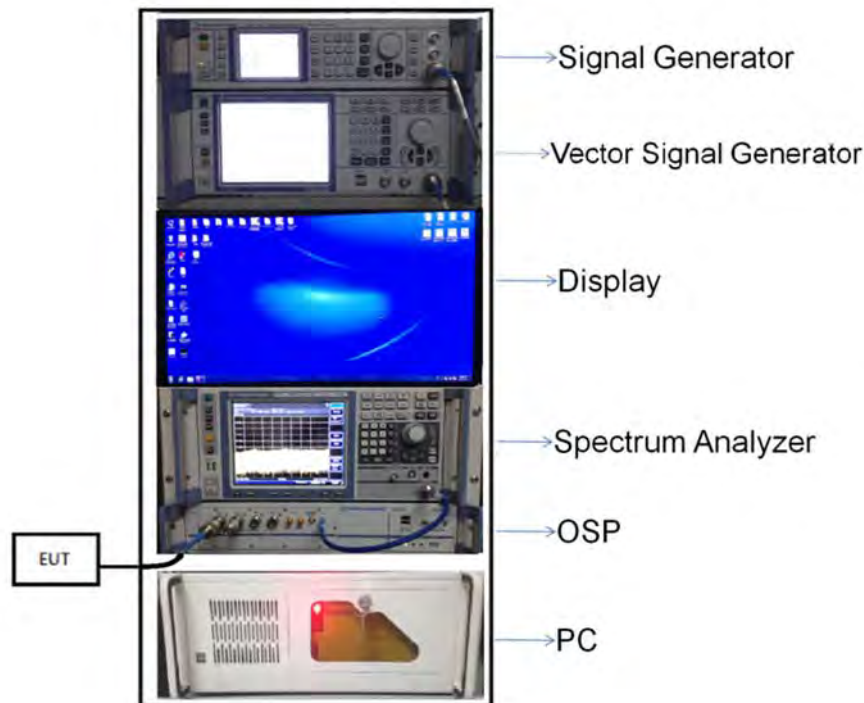 Signal Generator
Vector Signal Generator
Display
Spectrum Analyzer
OSP
EUT
PC